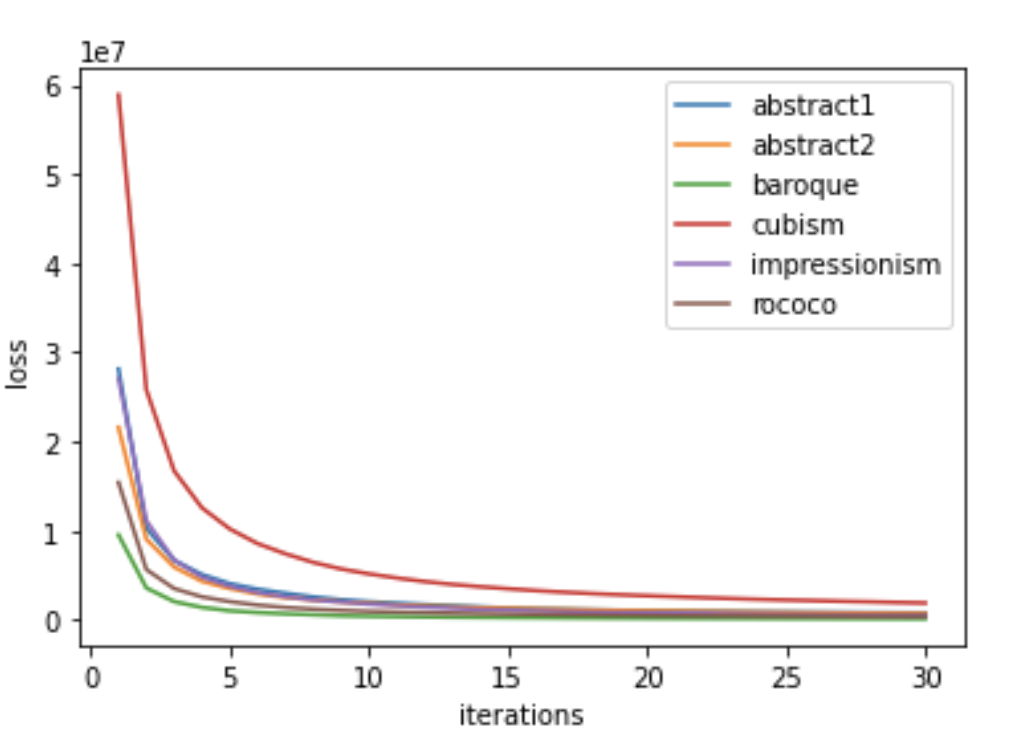 1e7
6
5
4
3
2
1
0
loss
abstract1
abstract2
baroque
cubism
impressionism
rococo
0 5 10 15 20 25 30
iterations